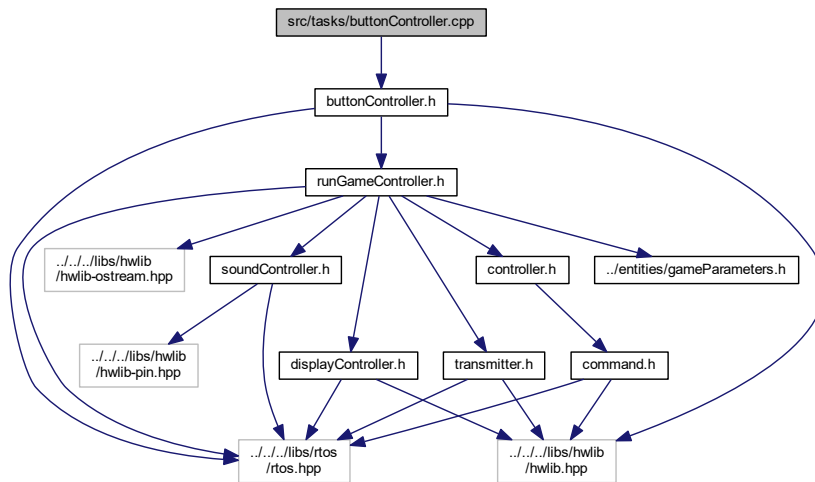 src/tasks/buttonController.cpp
buttonController.h
runGameController.h
../../../libs/hwlib
/hwlib-ostream.hpp
soundController.h
controller.h
../entities/gameParameters.h
../../../libs/hwlib
/hwlib-pin.hpp
displayController.h
transmitter.h
command.h
../../../libs/rtos
/rtos.hpp
../../../libs/hwlib
/hwlib.hpp